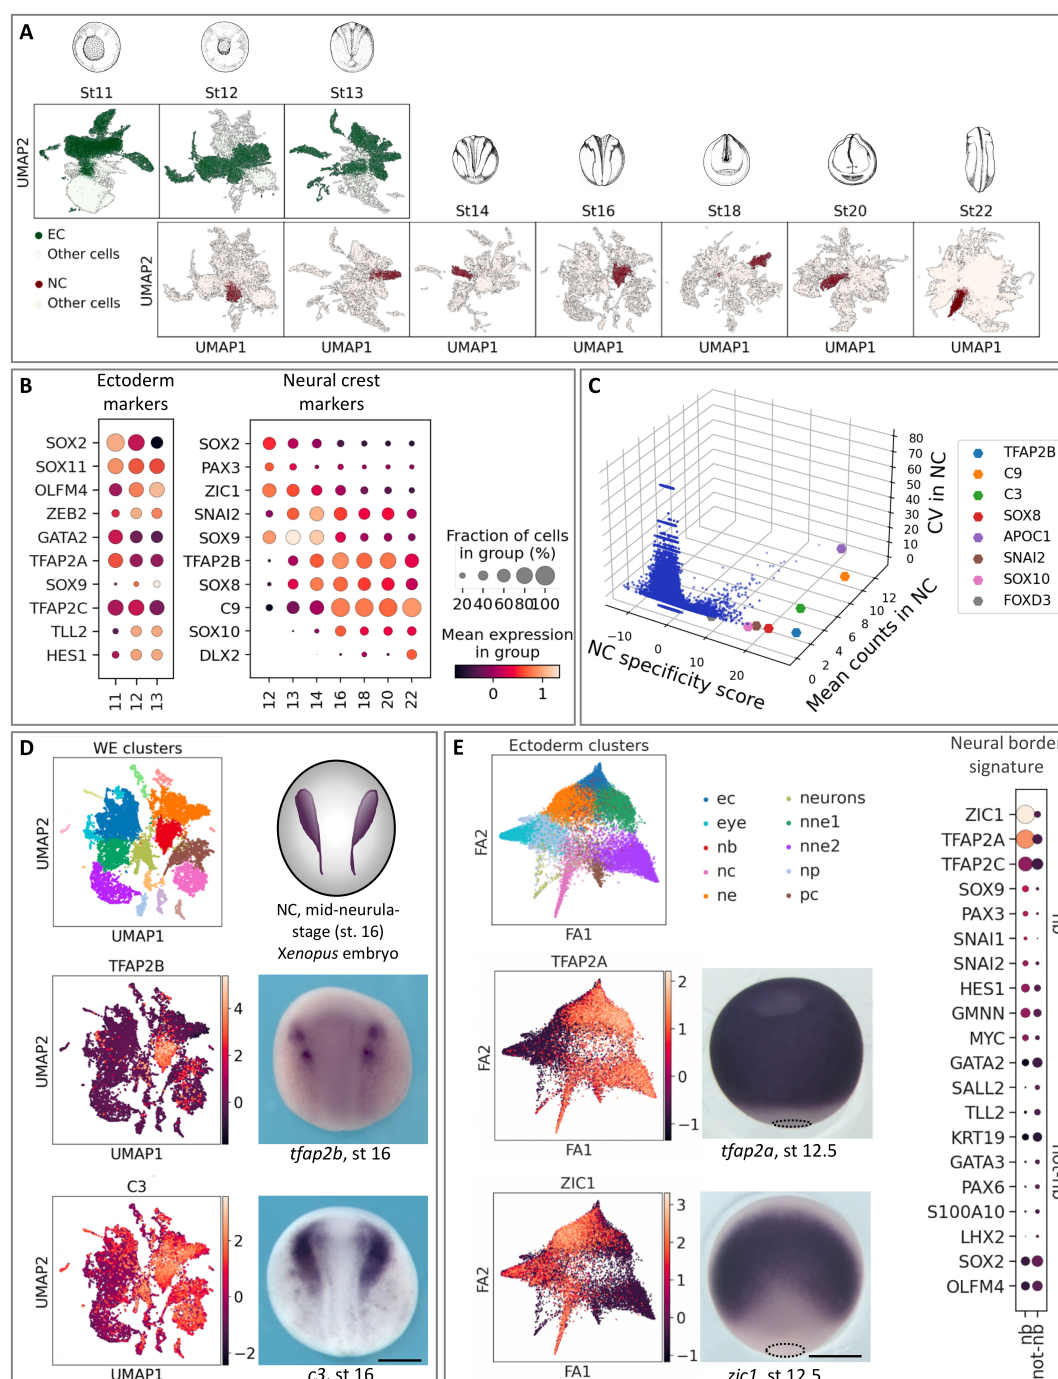 A
St11
St12
St13
UMAP2
St14
St16
St18
St20
St22
EC
Other cells
NC
Other cells
UMAP2
UMAP1
UMAP1
UMAP1
UMAP1
UMAP1
UMAP1
UMAP1
B
Ectoderm
markers
Neural crest
markers
SOX2
SOX11
OLFM4
ZEB2
GATA2
TFAP2A
SOX9
TFAP2C
TLL2
HES1
11
12
13
SOX2
PAX3
ZIC1
SNAI2
SOX9
TFAP2B
SOX8
C9
SOX10
DLX2
12
13
14
16
18
20
22
Fraction of cells
in group (%)
20 40 60 80 100
Mean expression
in group
0 1
C
80
70
60
50
40
30
20
10
0
CV in NC
12
10
8
6
4
2
0
Mean counts in NC
−10
0
10
20
NC specificity score
TFAP2B
C9
C3
SOX8
APOC1
SNAI2
SOX10
FOXD3
D
WE clusters
UMAP2
UMAP1
NC, mid-neurula-
stage (st. 16)
Xenopus embryo
TFAP2B
UMAP2
UMAP1
4
2
0
tfap2b, st 16
C3
UMAP2
UMAP1
2
0
−2
c3, st 16
E
Ectoderm clusters
FA2
FA1
ec
eye
nb
nc
ne
neurons
nne1
nne2
np
pc
TFAP2A
FA2
FA1
2
1
0
−1
tfap2a, st 12.5
ZIC1
FA2
FA1
3
2
1
0
−1
zic1, st 12.5
Neural border
signature
ZIC1
TFAP2A
TFAP2C
SOX9
PAX3
SNAI1
SNAI2
HES1
GMNN
MYC
GATA2
SALL2
TLL2
KRT19
GATA3
PAX6
S100A10
LHX2
SOX2
OLFM4
nb
not-nb